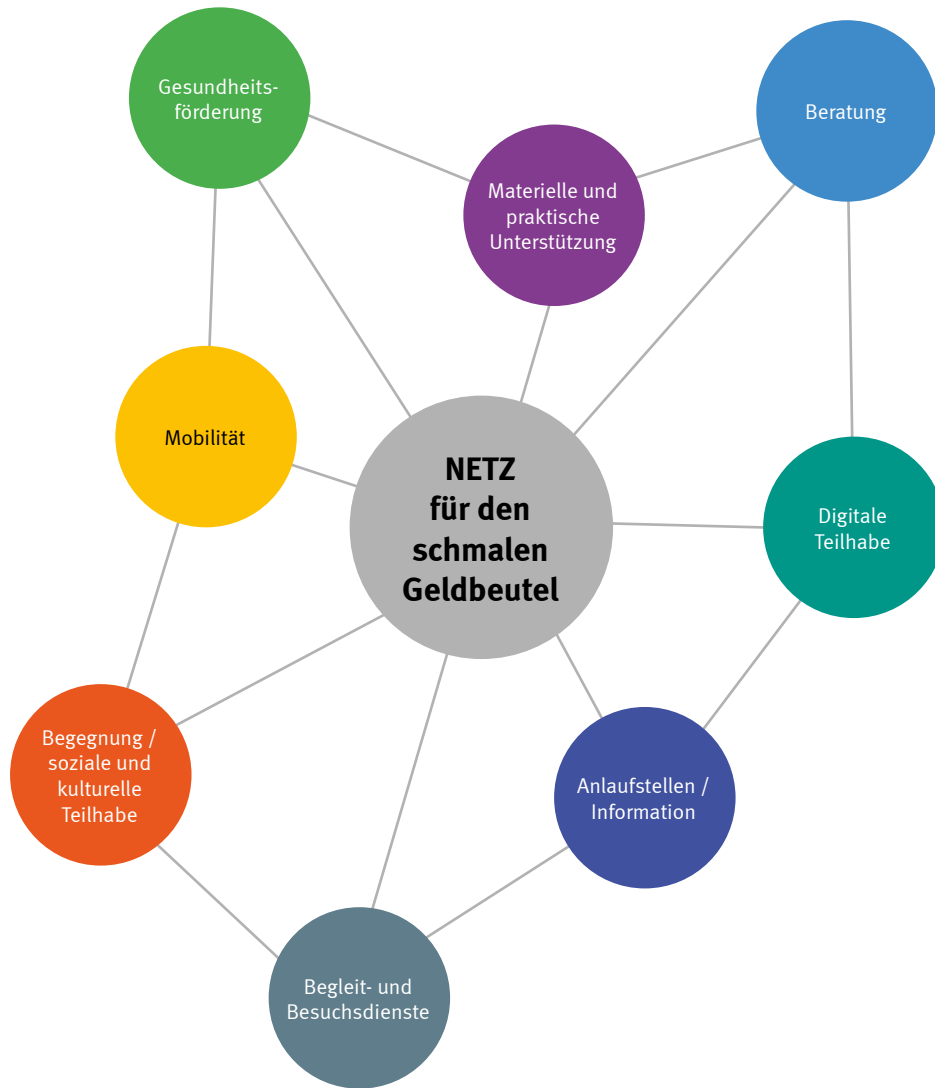 Gesundheits-
förderung
Beratung
Materielle und
praktische
Unterstützung
Mobilität
NETZ
für den
schmalen
Geldbeutel
Digitale
Teilhabe
Begegnung /
soziale und
kulturelle
Teilhabe
Anlaufstellen /
Information
Begleit- und
Besuchsdienste